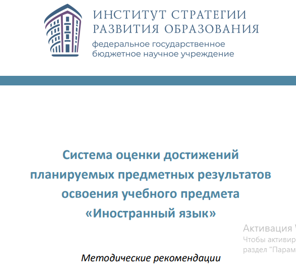 ИНСТИТУТ СТРАТЕГИИ
РАЗВИТИЯ ОБРАЗОВАНИЯ
федеральное государственное
бюджетное научное учреждение
Система оценки достижений
планируемых предметных результатов
освоения учебного предмета
«Иностранный язык»
Активация
Чтобы активир
раздел "Парам
Методические рекомендации